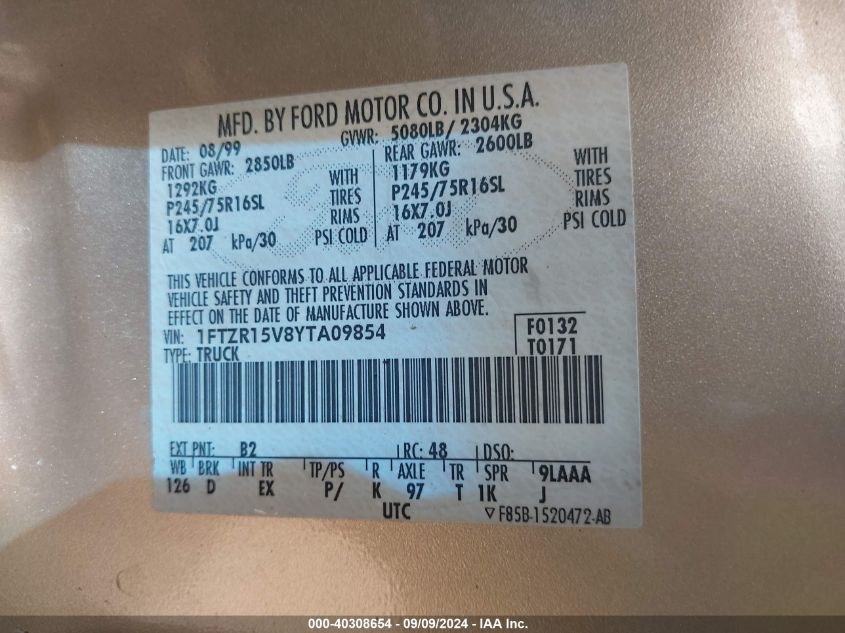 MFD. BY FORD MOTOR CO. IN U.S.A.
DATE: 08/99 GVWR: 5080LB/ 2304KG
FRONT GAWR: 2850LB REAR GAWR: 2600LB
1292KG WITH 1179KG WITH
P245/75R16SL TIRES P245/75R16SL TIRES
16X7.0J RIMS 16X7.0J RIMS
AT 207 kPa/30 PSI COLD AT 207 kPa/30 PSI COLD
THIS VEHICLE CONFORMS TO ALL APPLICABLE FEDERAL MOTOR
VEHICLE SAFETY AND THEFT PREVENTION STANDARDS IN
EFFECT ON THE DATE OF MANUFACTURE SHOWN ABOVE.
VIN: 1FTZR15V8YTA09854 F0132
TYPE: TRUCK T0171
EXT PNT: B2 RC: 48 DSO:
WB BRK INT TR TP/PS R AXLE TR SPR 9LAAA
126 D EX P/ K 97 T 1K J
UTC ▽F85B-1520472-AB
000-40308654 - 09/09/2024 - IAA Inc.